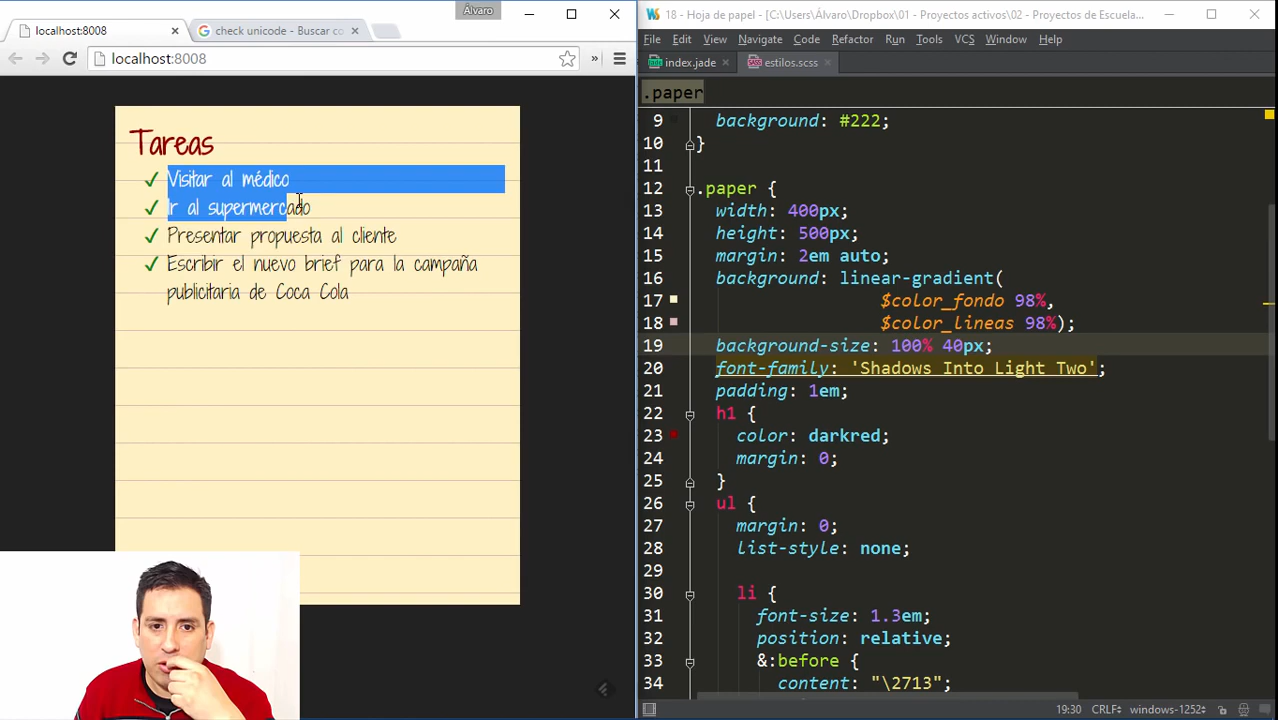 Álvaro
localhost:8008
check unicode - Buscar co
localhost:8008
»
Tareas
✓ Visitar al médico
✓ Ir al supermercado
✓ Presentar propuesta al cliente
✓ Escribir el nuevo brief para la campaña
publicitaria de Coca Cola
18 - Hoja de papel - [C:\Users\Álvaro\Dropbox\01 - Proyectos activos\02 - Proyectos de Escuela...
File Edit View Navigate Code Refactor Run Tools VCS Window Help
index.jade estilos.scss
.paper
9 background: #222;
10 }
11
12 .paper {
13 width: 400px;
14 height: 500px;
15 margin: 2em auto;
16 background: linear-gradient(
17 $color_fondo 98%,
18 $color_lineas 98%);
19 background-size: 100% 40px;
20 font-family: 'Shadows Into Light Two';
21 padding: 1em;
22 h1 {
23 color: darkred;
24 margin: 0;
25 }
26 ul {
27 margin: 0;
28 list-style: none;
29
30 li {
31 font-size: 1.3em;
32 position: relative;
33 &:before {
34 content: "\2713";
19:30 CRLF÷ windows-1252÷